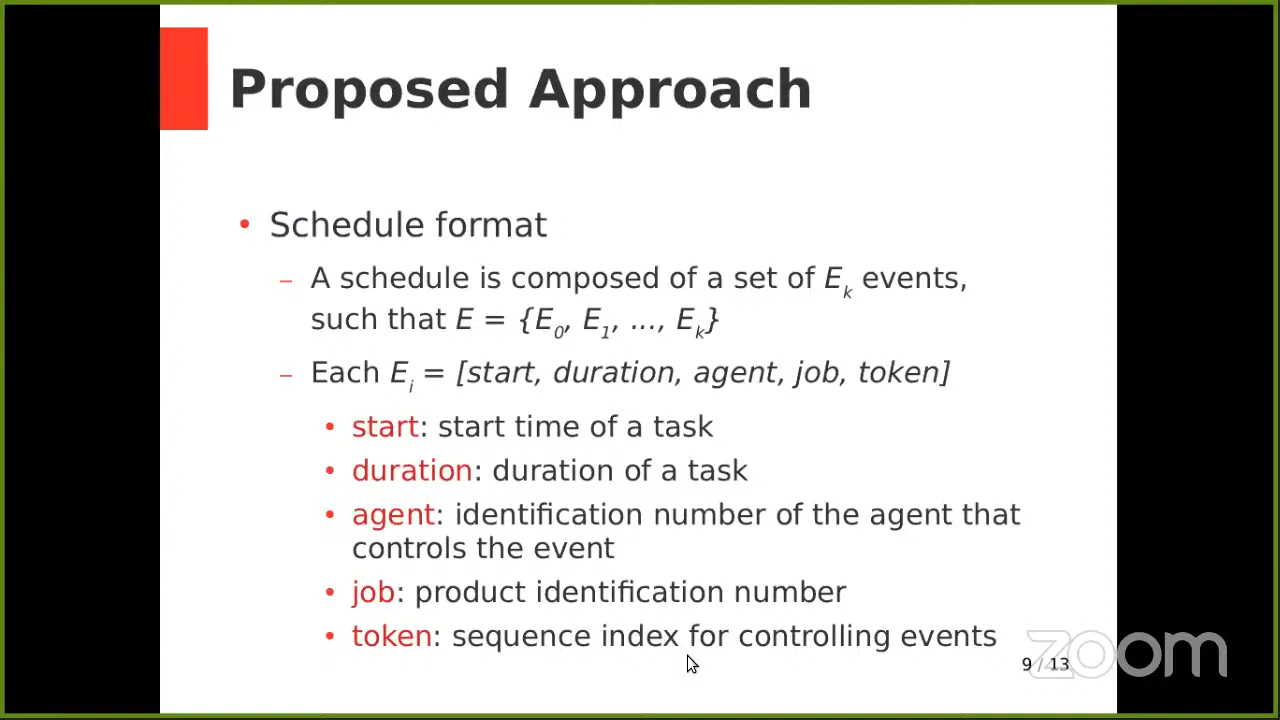 Proposed Approach
• Schedule format
– A schedule is composed of a set of Eₖ events,
such that E = {E₀, E₁, ..., Eₖ}
– Each Eᵢ = [start, duration, agent, job, token]
• start: start time of a task
• duration: duration of a task
• agent: identification number of the agent that
controls the event
• job: product identification number
• token: sequence index for controlling events
9 / 13
zoom